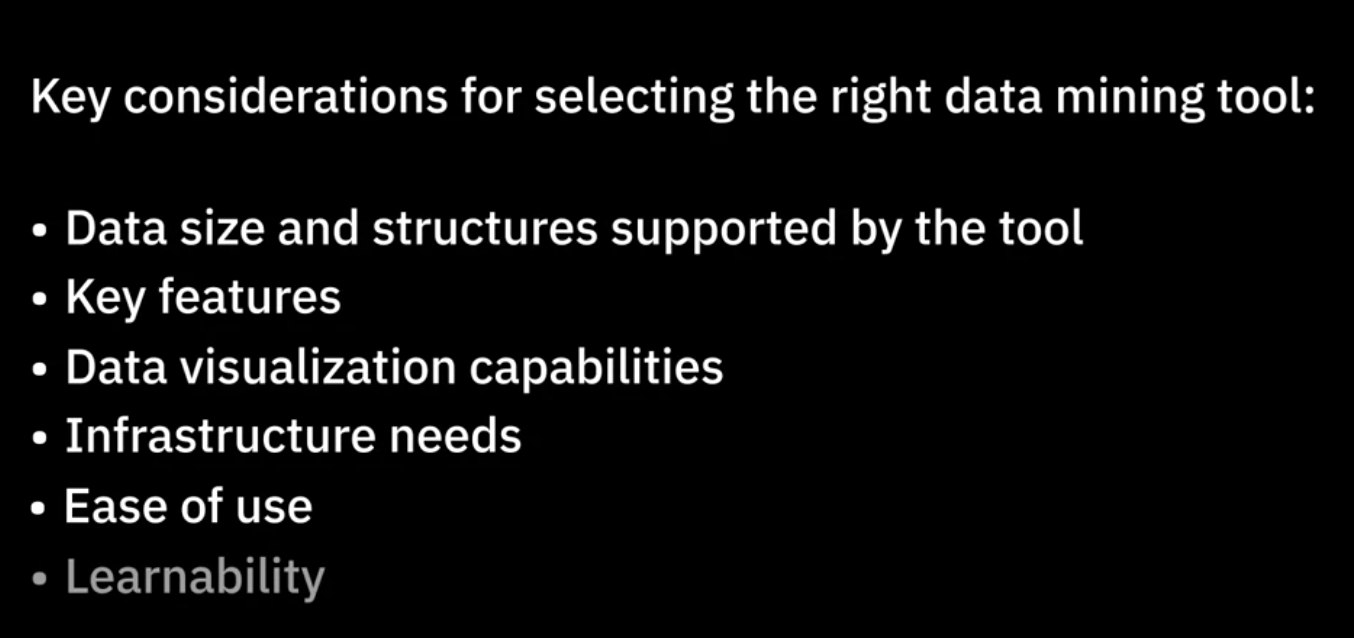 Key considerations for selecting the right data mining tool:
• Data size and structures supported by the tool
• Key features
• Data visualization capabilities
• Infrastructure needs
• Ease of use
• Learnability